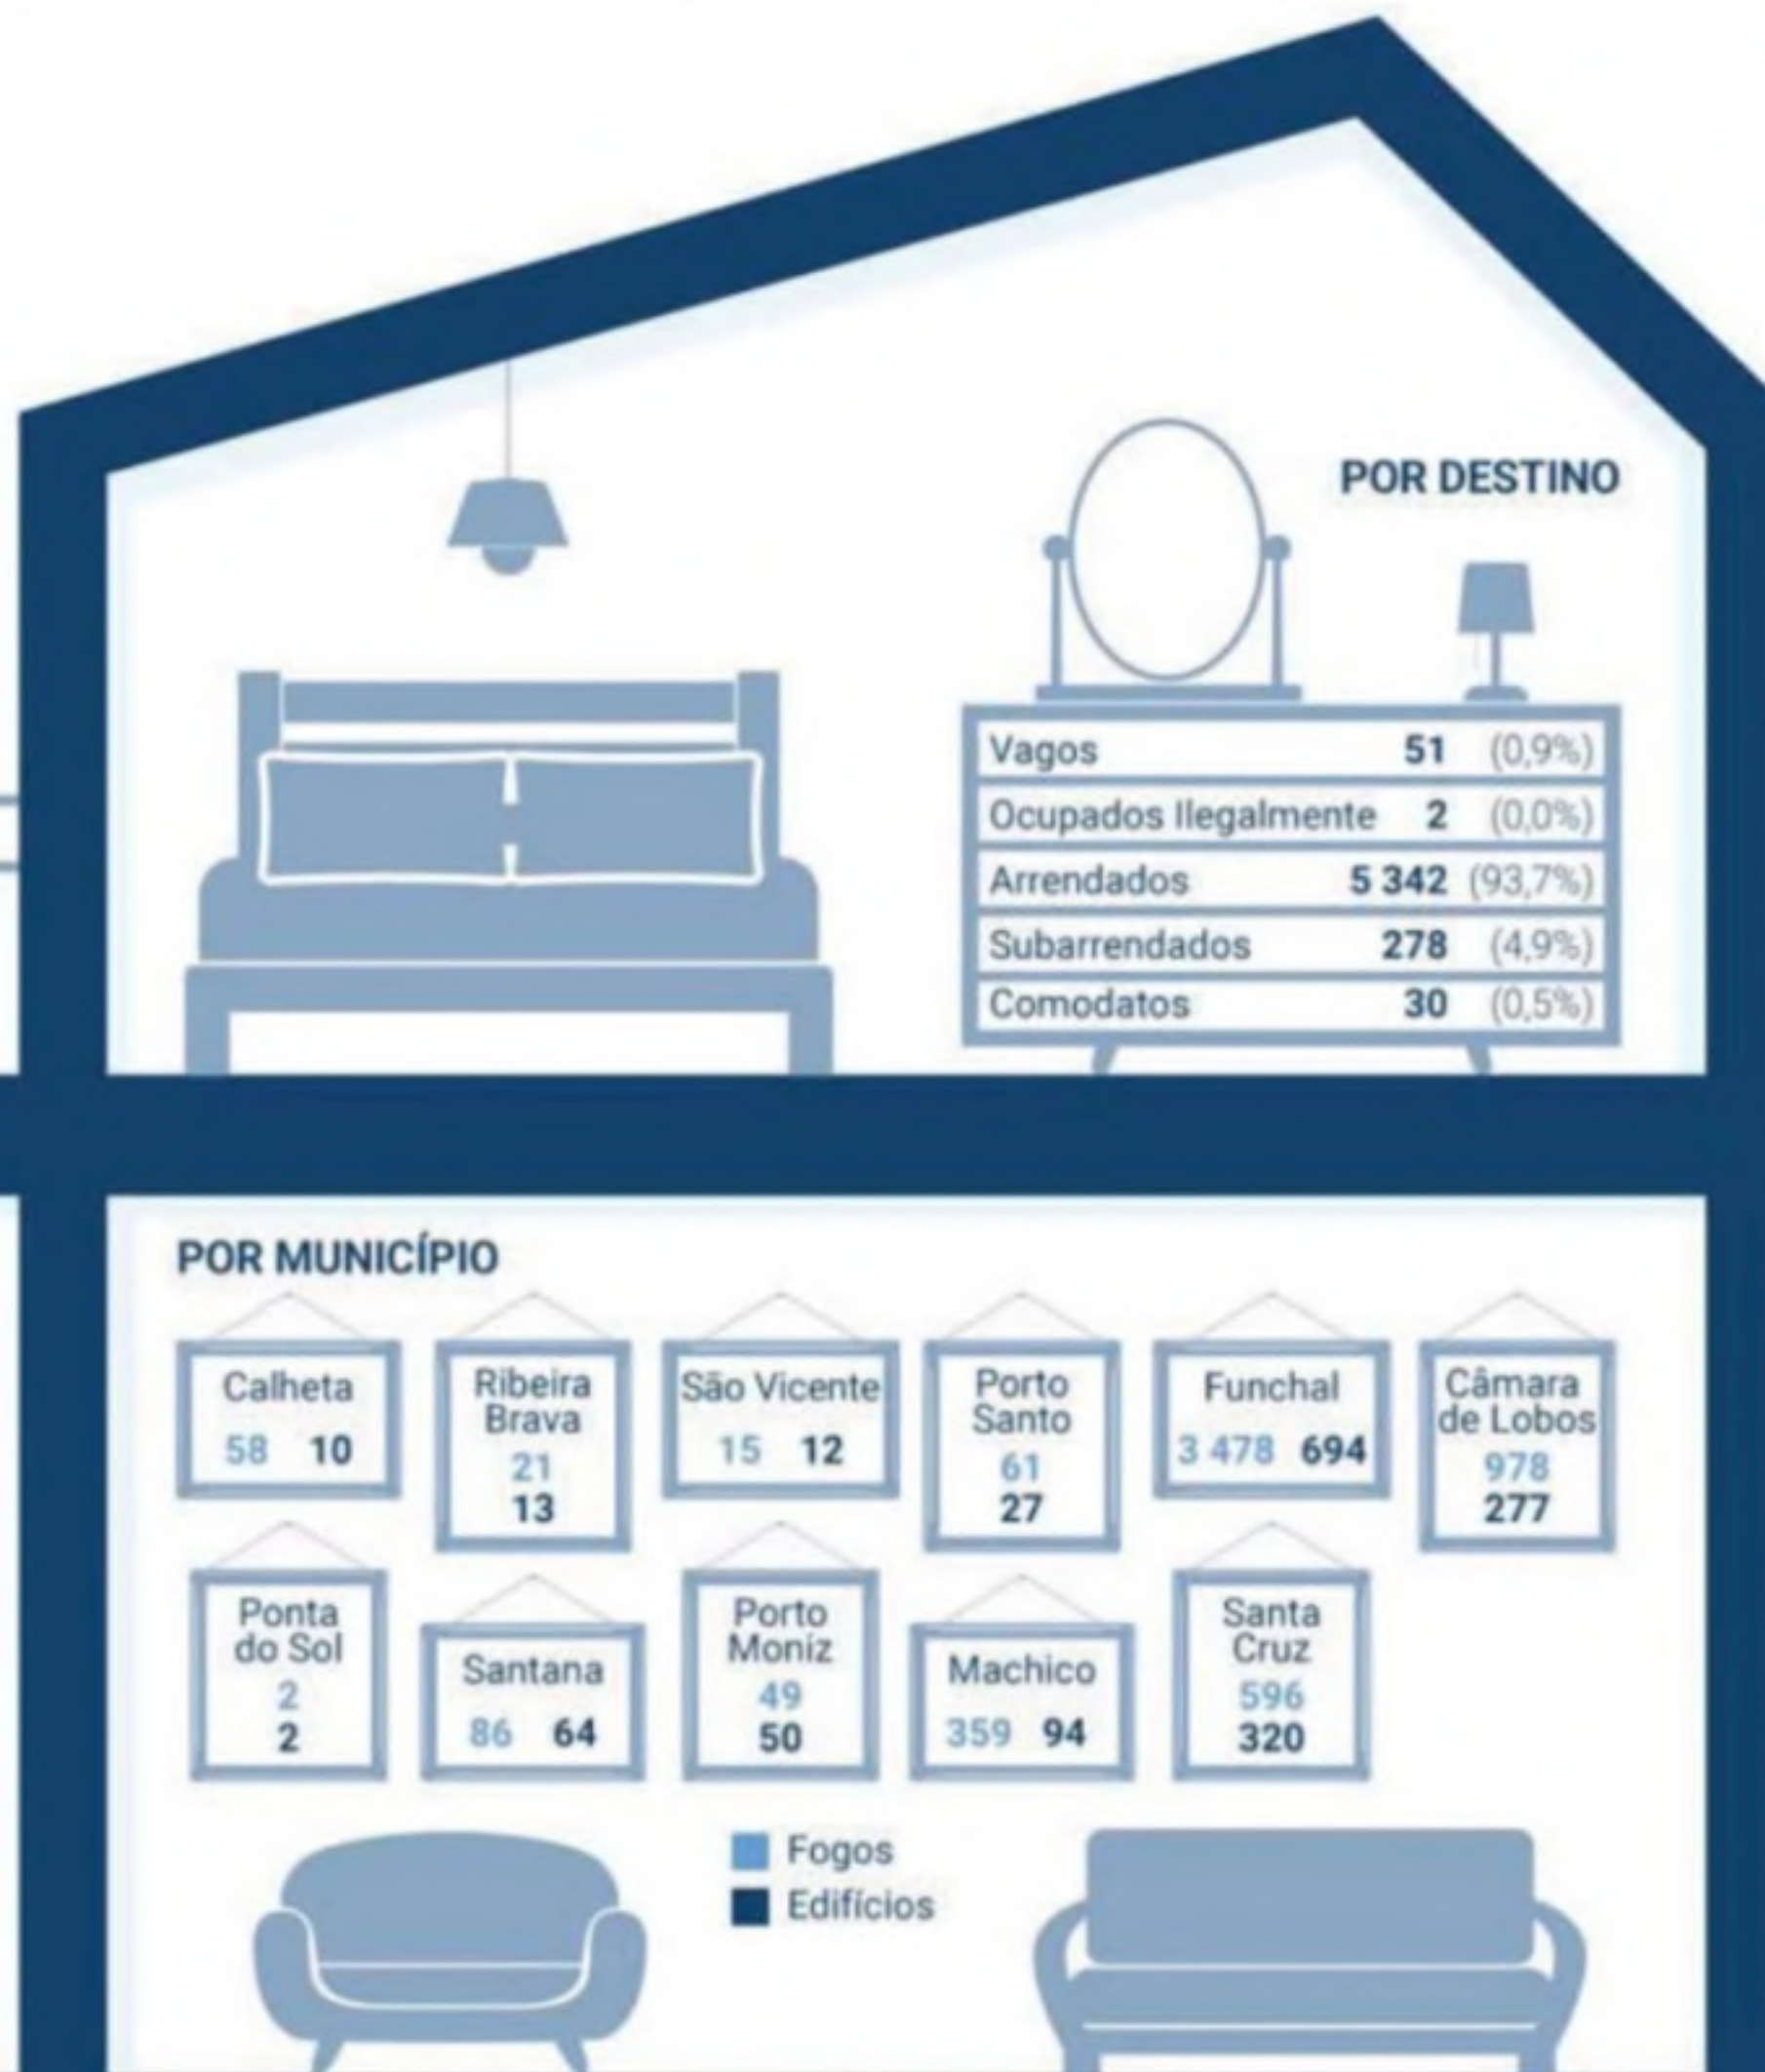 POR DESTINO
Vagos 51 (0,9%)
Ocupados Ilegalmente 2 (0,0%)
Arrendados 5 342 (93,7%)
Subarrendados 278 (4,9%)
Comodatos 30 (0,5%)
POR MUNICÍPIO
Calheta
58 10
Ribeira
Brava
21
13
São Vicente
15 12
Porto
Santo
61
27
Funchal
3 478 694
Câmara
de Lobos
978
277
Ponta
do Sol
2
2
Santana
86 64
Porto
Moniz
49
50
Machico
359 94
Santa
Cruz
596
320
Fogos
Edifícios